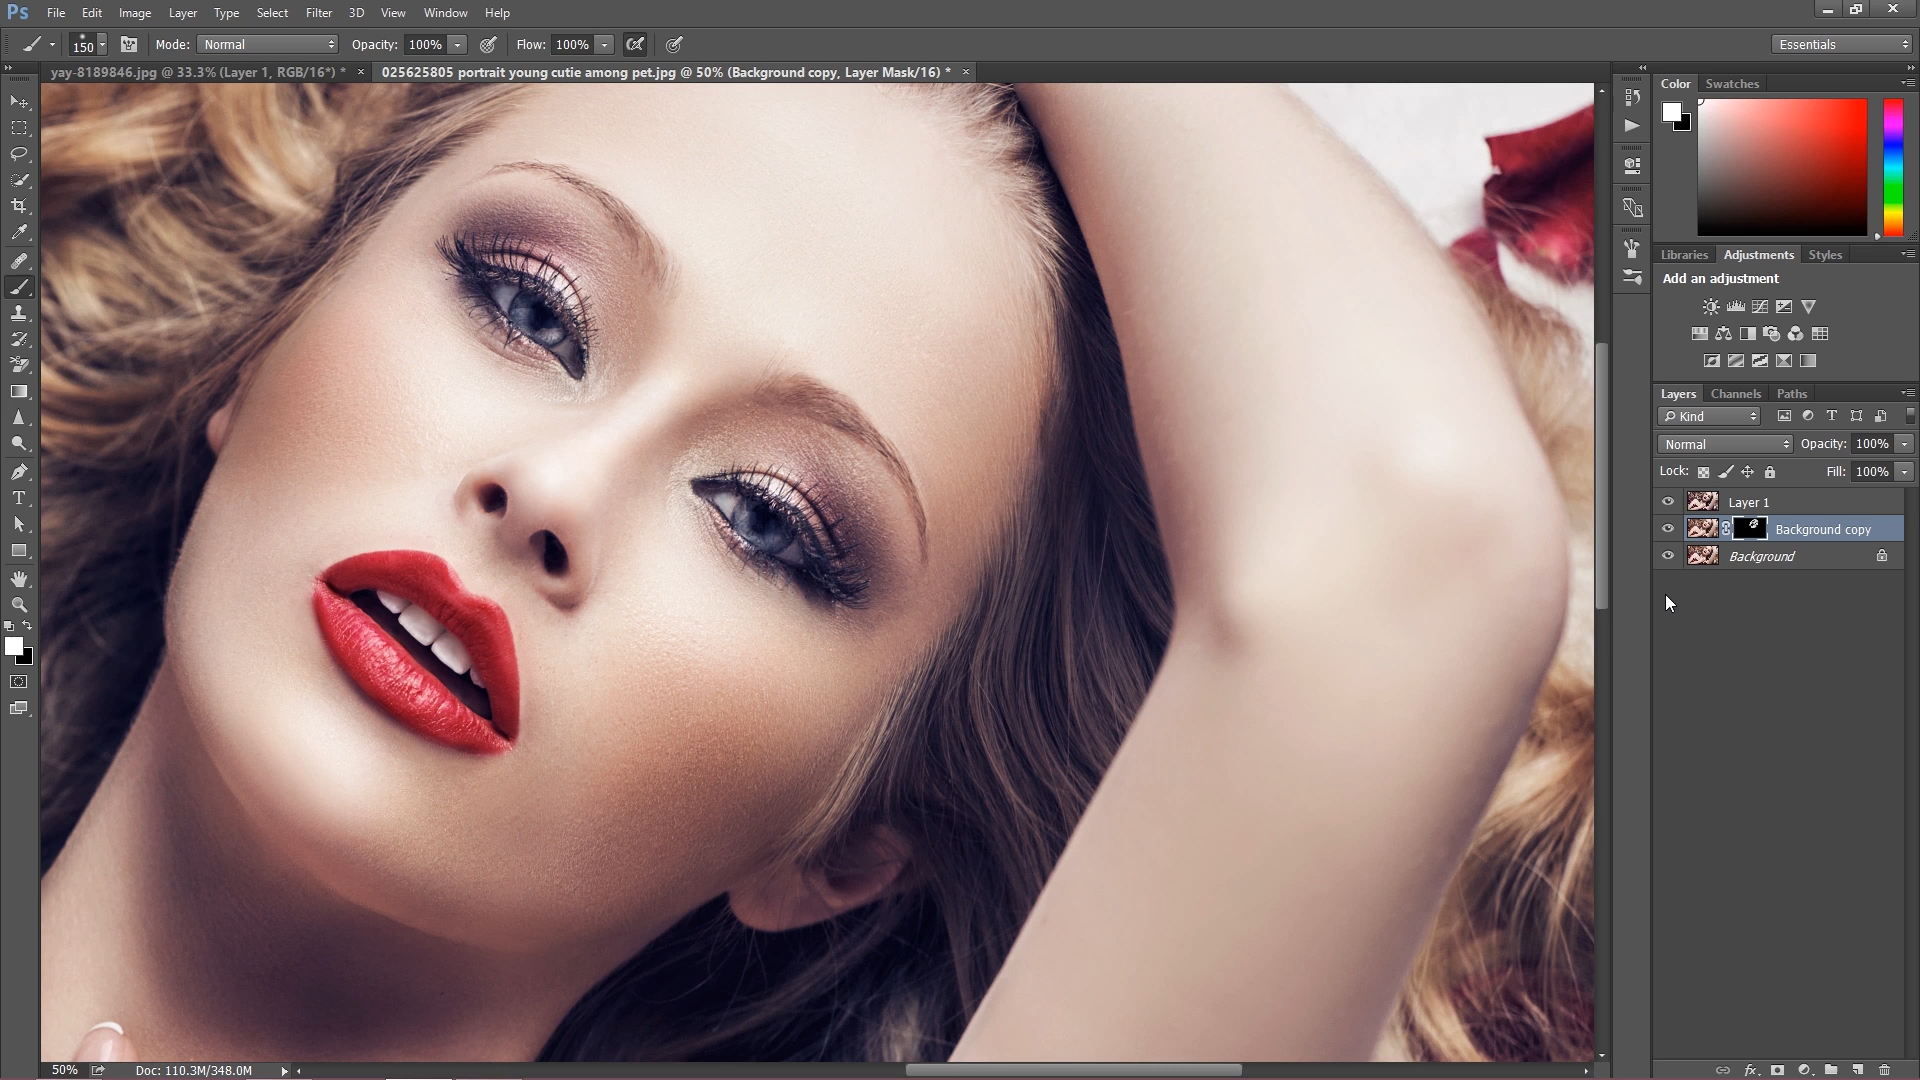 Ps File Edit Image Layer Type Select Filter 3D View Window Help
150 Mode: Normal Opacity: 100% Flow: 100% Essentials
yay-8189846.jpg @ 33.3% (Layer 1, RGB/16*) * × 025625805 portrait young cutie among pet.jpg @ 50% (Background copy, Layer Mask/16) * ×
Color Swatches
Libraries Adjustments Styles
Add an adjustment
Layers Channels Paths
Kind T
Normal Opacity: 100%
Lock: Fill: 100%
Layer 1
Background copy
Background
T
50% Doc: 110.3M/348.0M
fx